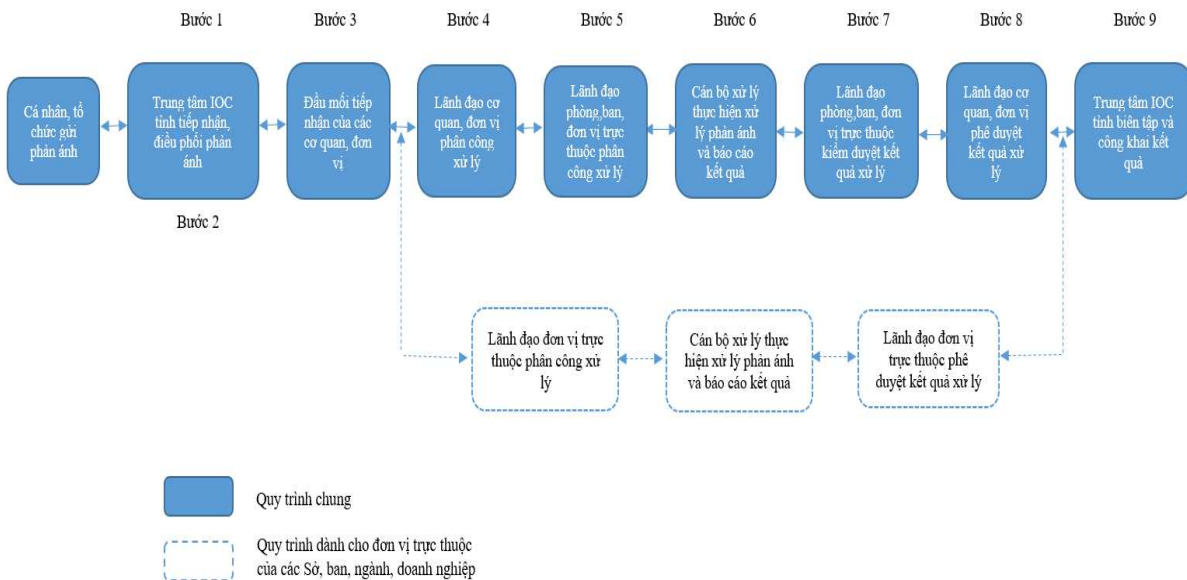 Bước 1
Bước 3
Bước 4
Bước 5
Bước 6
Bước 7
Bước 8
Bước 9
Cá nhân, tổ
chức gửi
phản ánh
Trung tâm IOC
tỉnh tiếp nhận,
điều phối phản
ánh
Đầu mối tiếp
nhận của các
cơ quan, đơn
vị
Lãnh đạo cơ
quan, đơn vị
phân công
xử lý
Lãnh đạo
phòng,ban,
đơn vị trực
thuộc phân
công xử lý
Cán bộ xử
lý thực
hiện xử lý
phản ánh
và báo cáo
kết quả
Lãnh đạo
phòng,ban, đơn
vị trực thuộc
kiểm duyệt kết
quả xử lý
Lãnh đạo cơ
quan, đơn vị
phê duyệt
kết quả xử
lý
Trung tâm IOC
tỉnh biên tập và
công khai kết
quả
Bước 2
Lãnh đạo đơn vị trực
thuộc phân công xử
lý
Cán bộ xử lý thực
hiện xử lý phản ánh
và báo cáo kết quả
Lãnh đạo đơn vị
trực thuộc phê
duyệt kết quả xử lý
Quy trình chung
Quy trình dành cho đơn vị trực thuộc
của các Sở, ban, ngành, doanh nghiệp